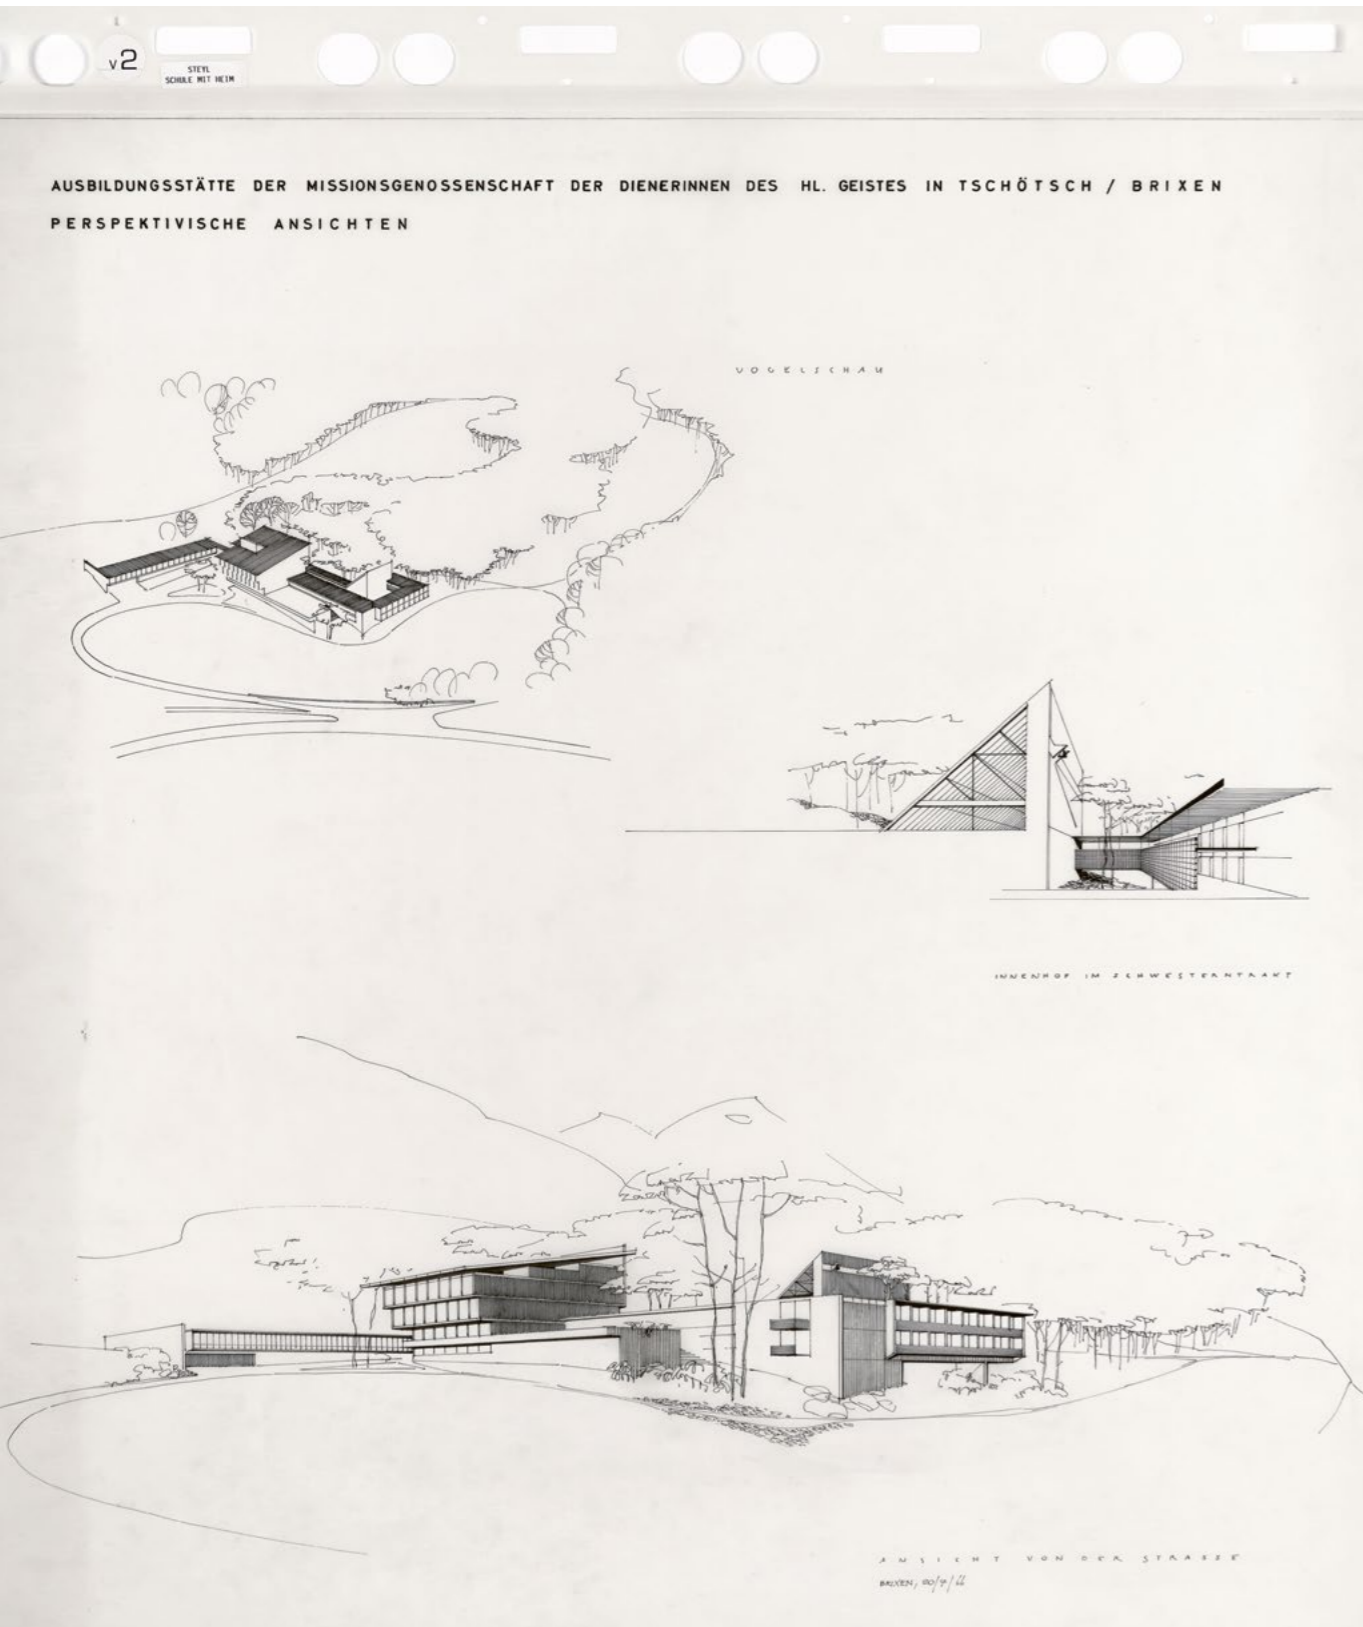 v2
STEYL
SCHULE MIT HEIM
AUSBILDUNGSSTÄTTE DER MISSIONSGENOSSENSCHAFT DER DIENERINNEN DES HL. GEISTES IN TSCHÖTSCH / BRIXEN
PERSPEKTIVISCHE ANSICHTEN
VOGELSCHAU
INNENHOF IM SCHWESTERNTRAKT
ANSICHT VON DER STRASSE
BRIXEN,